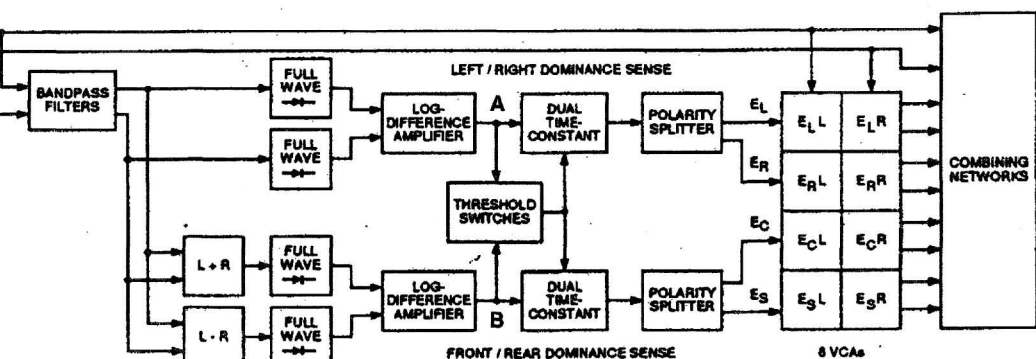 LEFT / RIGHT DOMINANCE SENSE
BANDPASS
FILTERS
FULL
WAVE
FULL
WAVE
LOG-
DIFFERENCE
AMPLIFIER
A
DUAL
TIME-
CONSTANT
POLARITY
SPLITTER
EL
ER
ELL
ELR
ERL
ERR
COMBINING
NETWORKS
THRESHOLD
SWITCHES
L + R
L - R
FULL
WAVE
FULL
WAVE
LOG-
DIFFERENCE
AMPLIFIER
B
DUAL
TIME-
CONSTANT
POLARITY
SPLITTER
EC
ES
ECL
ECR
ESL
ESR
FRONT / REAR DOMINANCE SENSE
8 VCAs